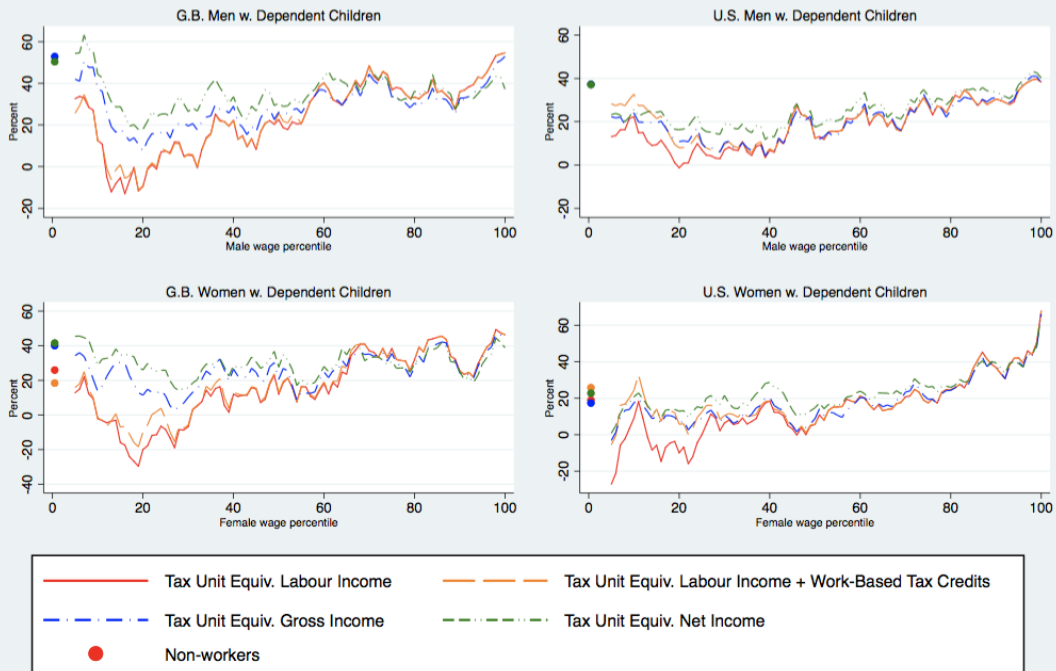 G.B. Men w. Dependent Children
Percent
60
40
20
0
-20
0 20 40 60 80 100
Male wage percentile
U.S. Men w. Dependent Children
Percent
60
40
20
0
-20
0 20 40 60 80 100
Male wage percentile
G.B. Women w. Dependent Children
Percent
60
40
20
0
-20
-40
0 20 40 60 80 100
Female wage percentile
U.S. Women w. Dependent Children
Percent
60
40
20
0
-20
0 20 40 60 80 100
Female wage percentile
Tax Unit Equiv. Labour Income
Tax Unit Equiv. Labour Income + Work-Based Tax Credits
Tax Unit Equiv. Gross Income
Tax Unit Equiv. Net Income
Non-workers